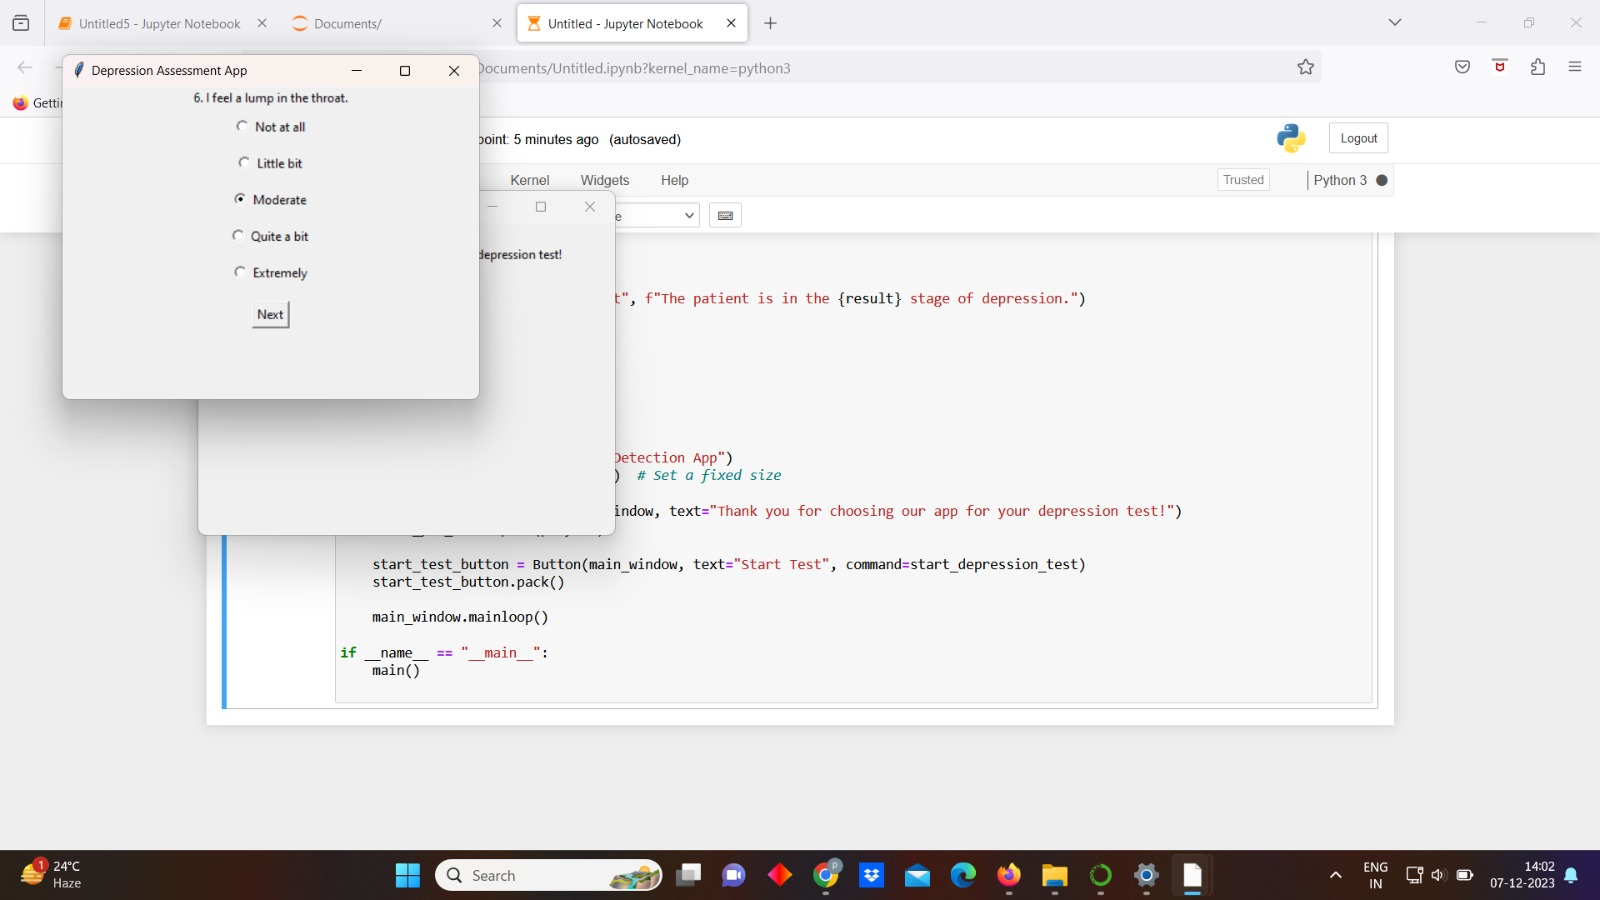 Untitled5 - Jupyter Notebook
Documents/
Untitled - Jupyter Notebook
Documents/Untitled.ipynb?kernel_name=python3
Depression Assessment App
6. I feel a lump in the throat.
Not at all
Little bit
Moderate
Quite a bit
Extremely
Next
point: 5 minutes ago (autosaved)
Logout
Kernel
Widgets
Help
Trusted
Python 3
depression test!
t", f"The patient is in the {result} stage of depression.")
Detection App")
) # Set a fixed size
indow, text="Thank you for choosing our app for your depression test!")
start_test_button = Button(main_window, text="Start Test", command=start_depression_test)
start_test_button.pack()
main_window.mainloop()
if __name__ == "__main__":
main()
1
24°C
Haze
Search
P
ENG
IN
14:02
07-12-2023